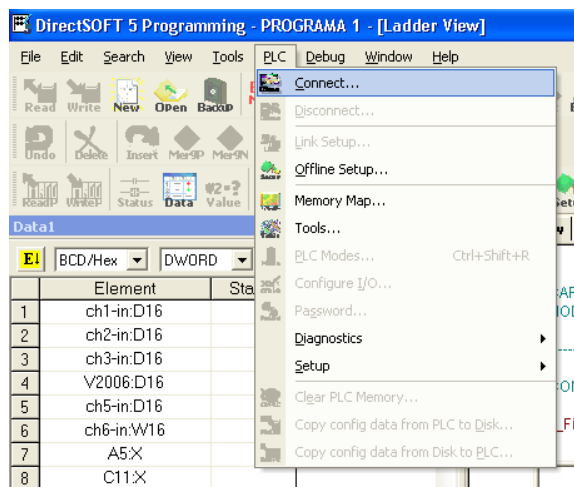 DirectSOFT 5 Programming - PROGRAMA 1 - [Ladder View]
File Edit Search View Tools PLC Debug Window Help
Read Write New Open Backup
Undo Delete Insert MergP MergN
ReadP WriteP Status Data Value
Connect...
Disconnect...
Link Setup...
Offline Setup...
Memory Map...
Tools...
PLC Modes... Ctrl+Shift+R
Configure I/O...
Password...
Diagnostics
Setup
Clear PLC Memory...
Copy config data from PLC to Disk...
Copy config data from Disk to PLC...
Data1
BCD/Hex DWORD
Element Sta
1 ch1-in:D16
2 ch2-in:D16
3 ch3-in:D16
4 V2006:D16
5 ch5-in:D16
6 ch6-in:W16
7 A5:X
8 C11:X